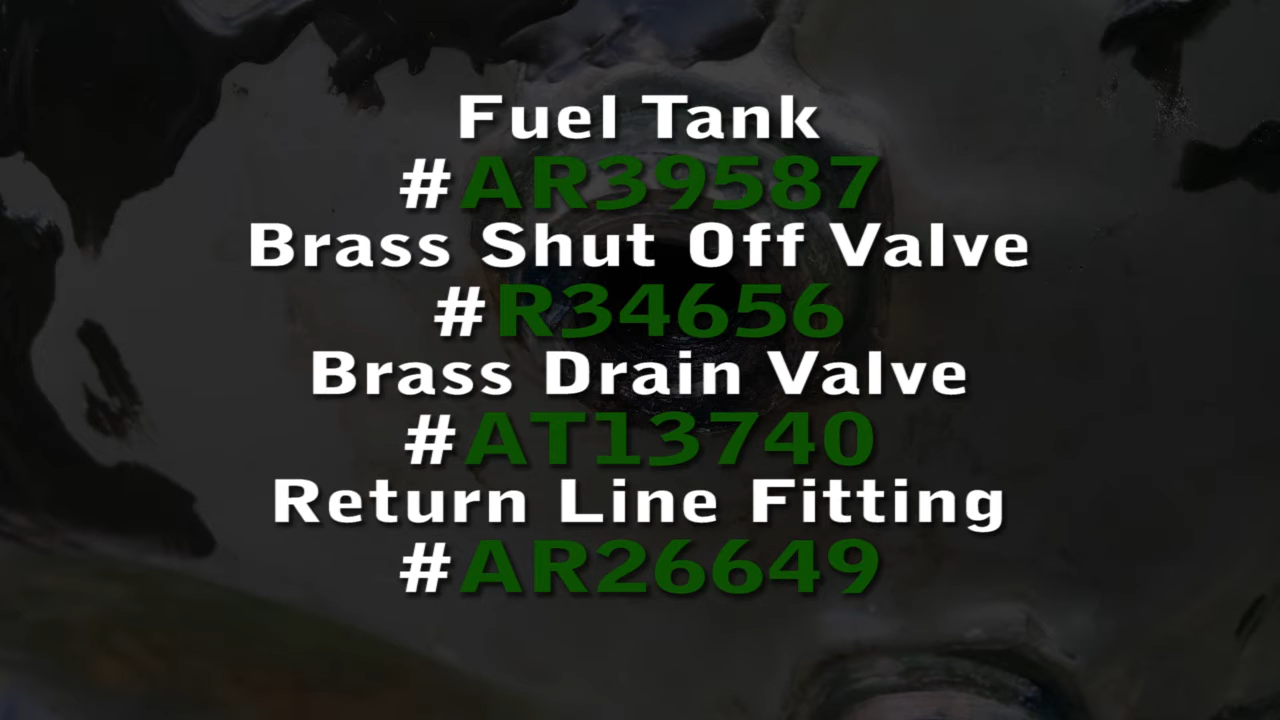 Fuel Tank
#AR39587
Brass Shut Off Valve
#R34656
Brass Drain Valve
#AT13740
Return Line Fitting
#AR26649